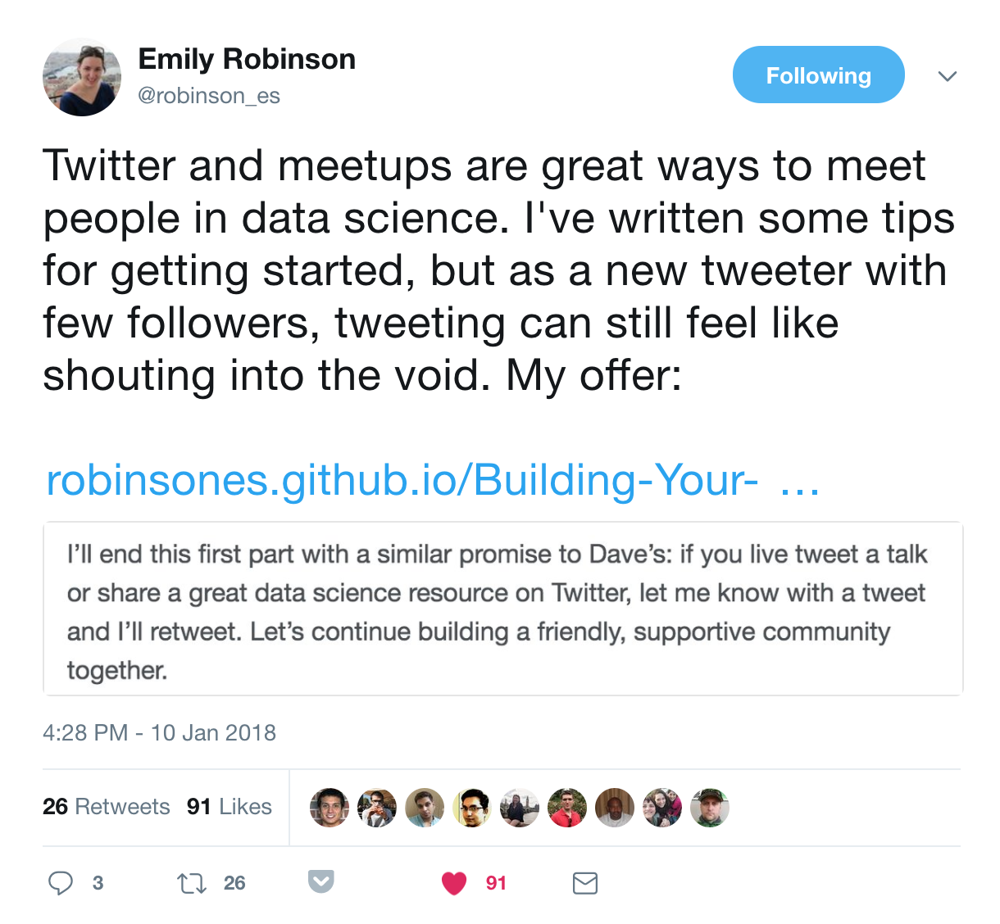 Emily Robinson
@robinson_es
Following
Twitter and meetups are great ways to meet
people in data science. I've written some tips
for getting started, but as a new tweeter with
few followers, tweeting can still feel like
shouting into the void. My offer:
robinsones.github.io/Building-Your- …
I’ll end this first part with a similar promise to Dave’s: if you live tweet a talk
or share a great data science resource on Twitter, let me know with a tweet
and I’ll retweet. Let’s continue building a friendly, supportive community
together.
4:28 PM - 10 Jan 2018
26 Retweets 91 Likes
3 26 91